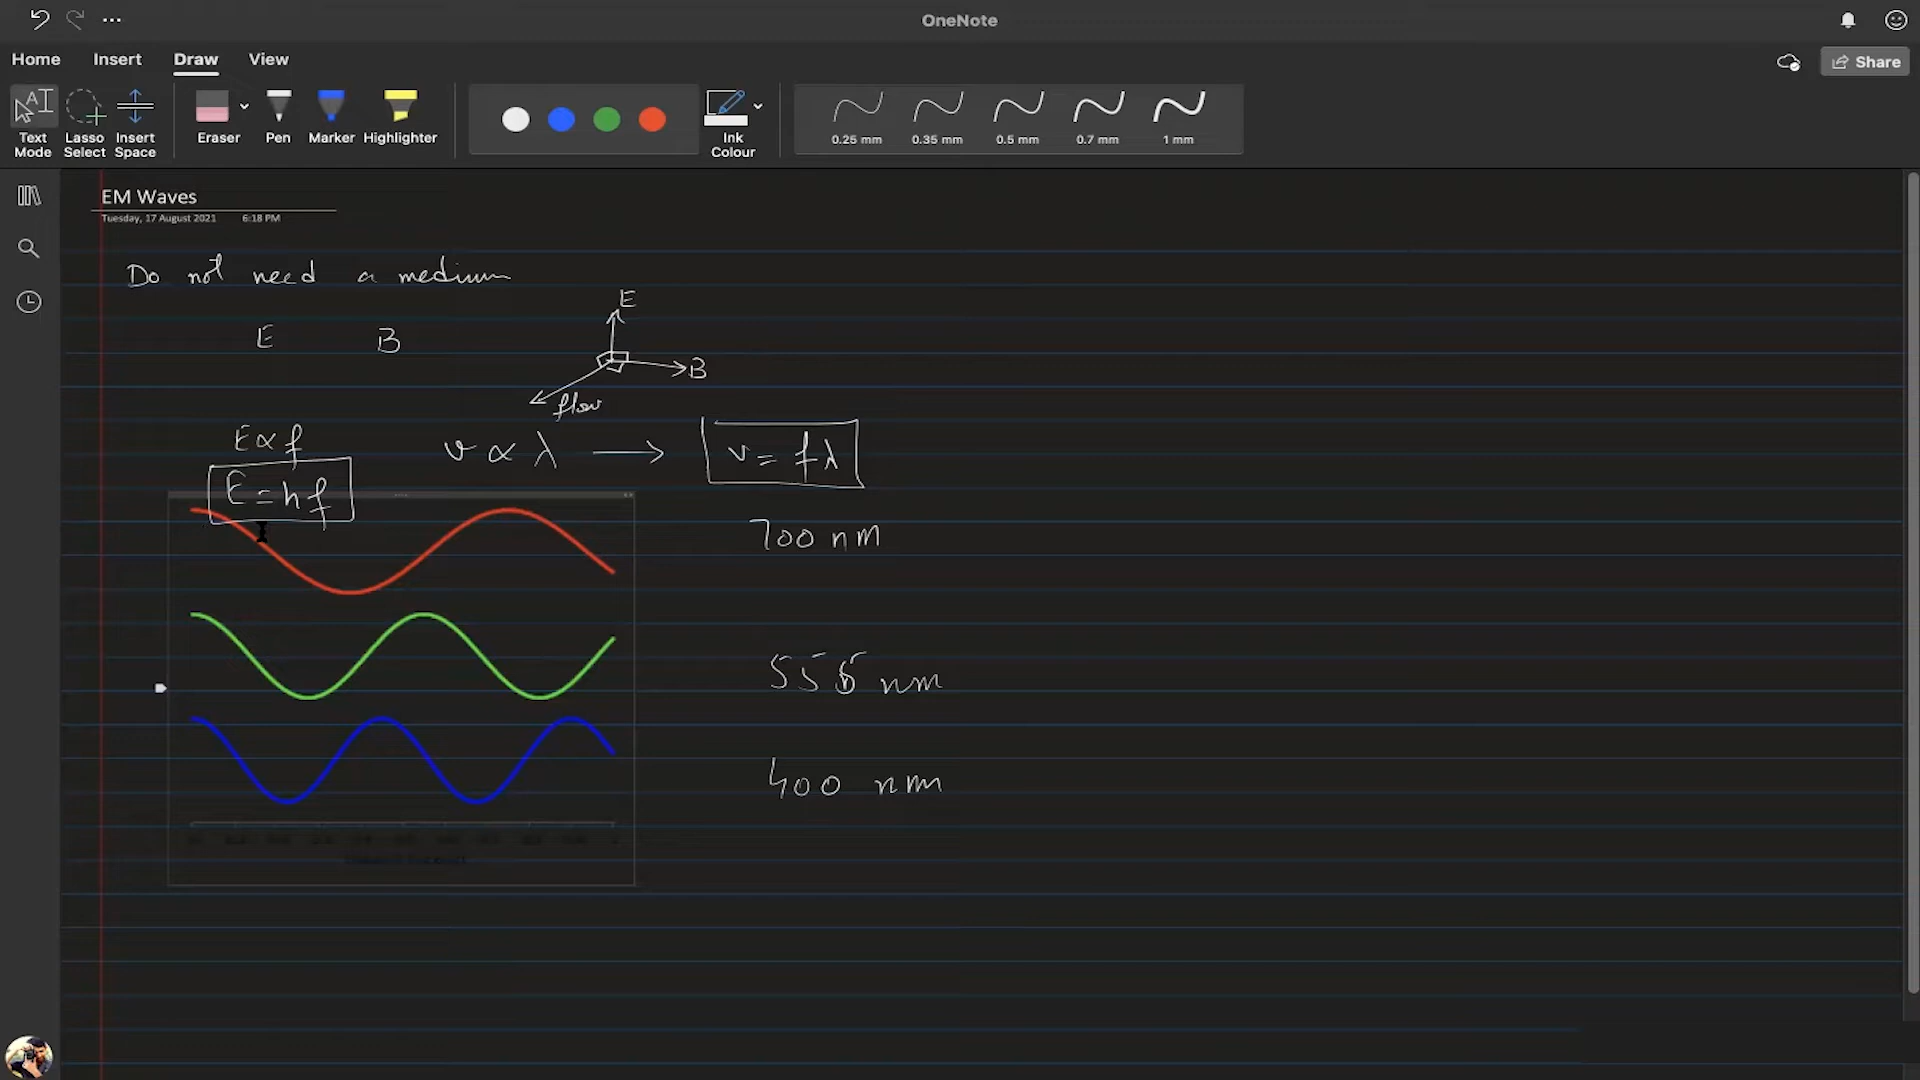 OneNote
Home Insert Draw View
Share
Text Mode
Lasso Select
Insert Space
Eraser
Pen
Marker
Highlighter
Ink Colour
0.25 mm
0.35 mm
0.5 mm
0.7 mm
1 mm
EM Waves
Tuesday, 17 August 2021 6:18 PM
Do not need a medium
E
E B
B
flow
E ∝ f
v ∝ λ → v = fλ
E = hf
700 nm
nm
400 nm